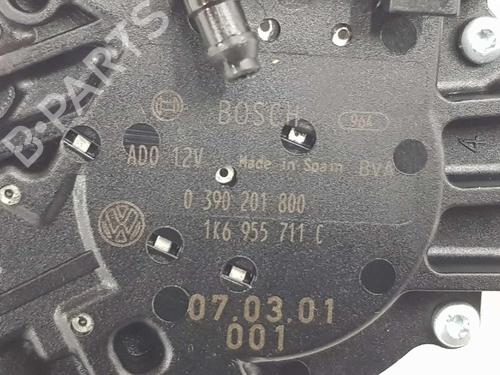 B-PARTS
BOSCH 964
ADO 12V Made in Spain BVA
0 390 201 800
1K6 955 711 C
07.03.01
001